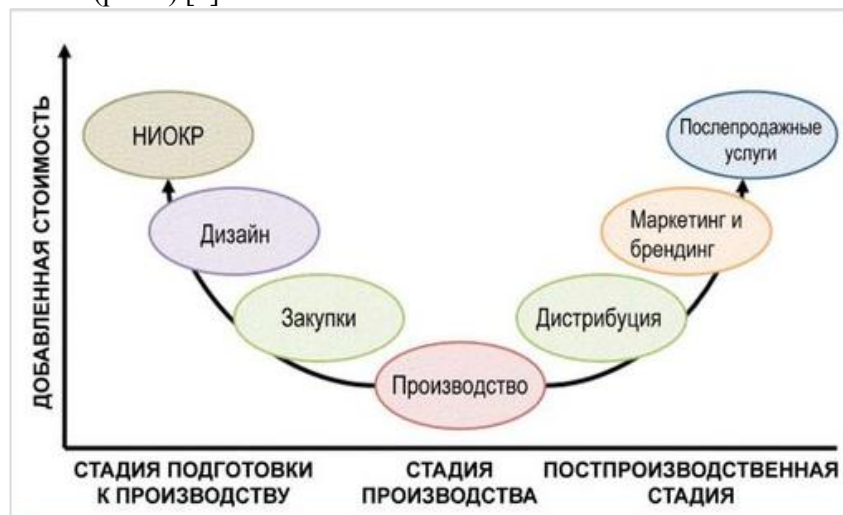 ДОБАВЛЕННАЯ СТОИМОСТЬ
НИОКР
Дизайн
Закупки
Производство
Дистрибуция
Маркетинг и
брендинг
Послепродажные
услуги
СТАДИЯ ПОДГОТОВКИ
К ПРОИЗВОДСТВУ
СТАДИЯ
ПРОИЗВОДСТВА
ПОСТПРОИЗВОДСТВЕННАЯ
СТАДИЯ